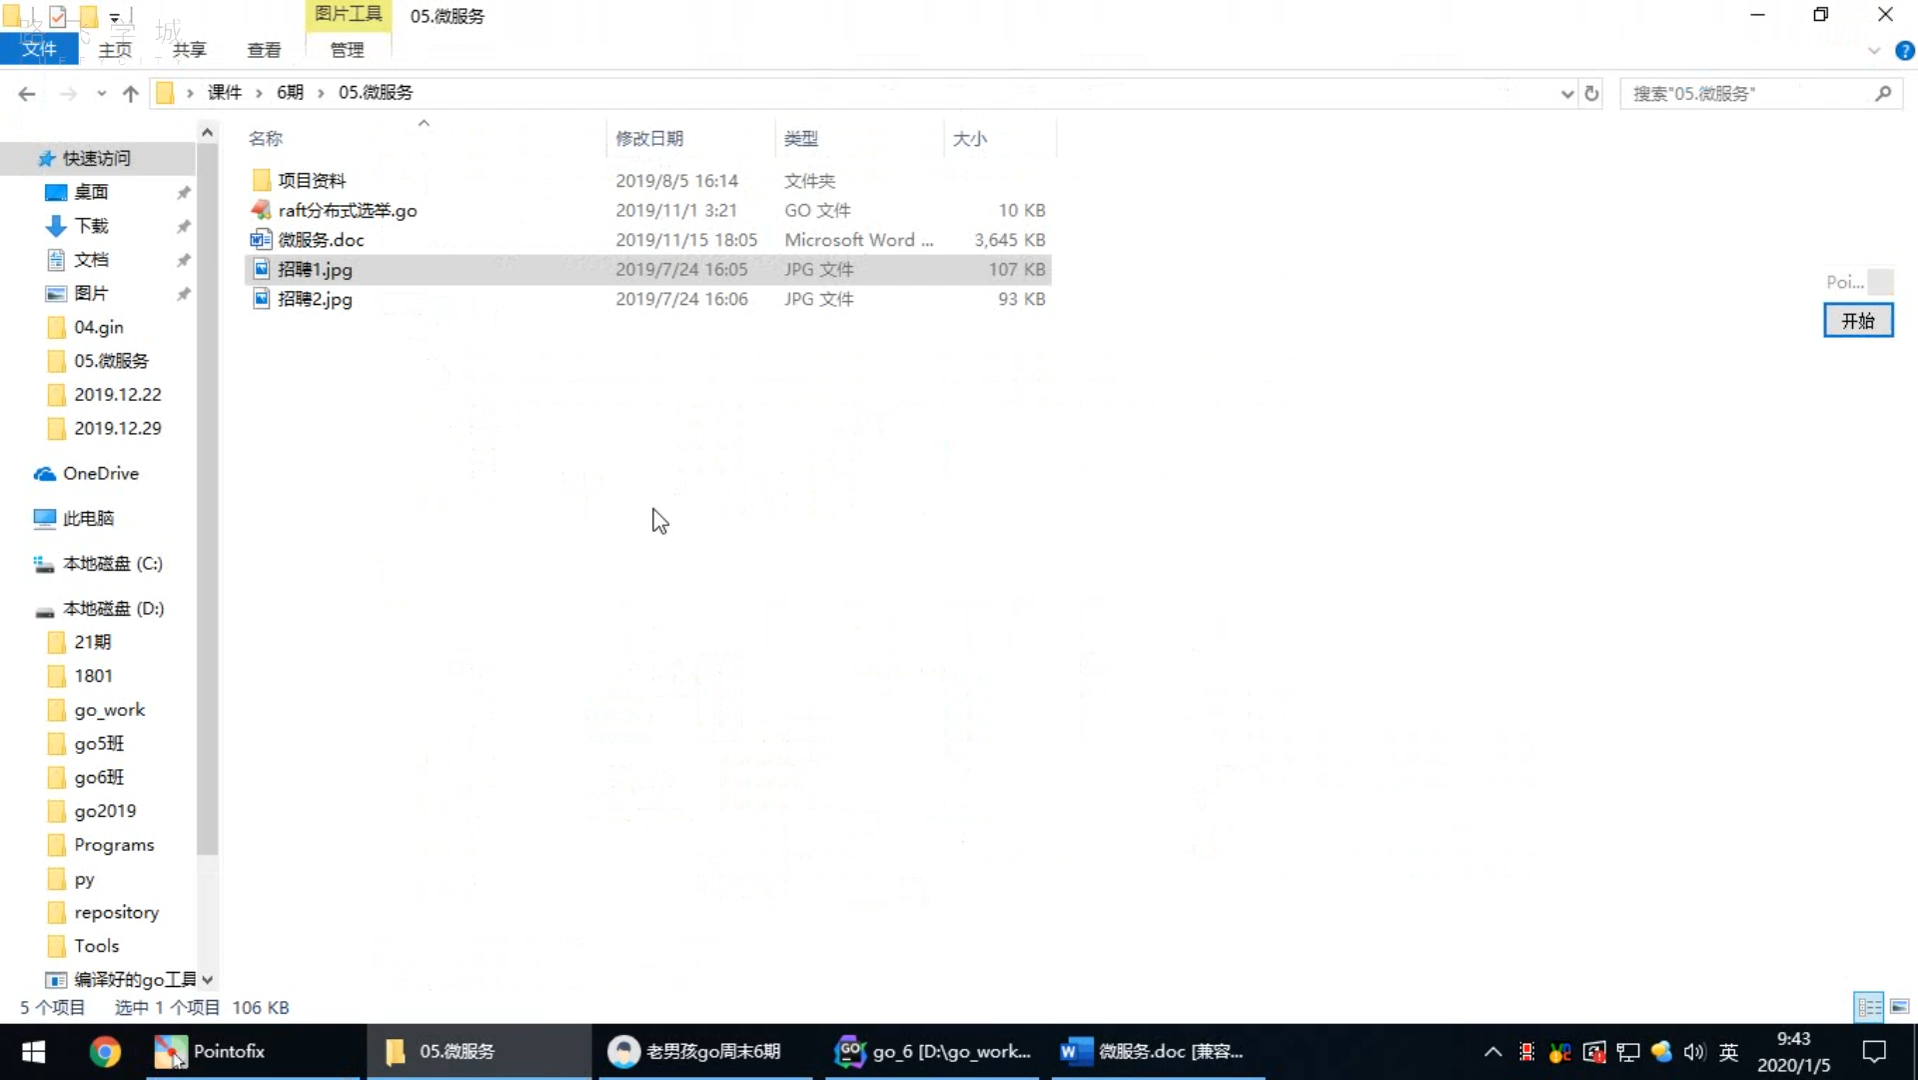 图片工具
05.微服务
文件
主页
共享
查看
管理
课件 > 6期 > 05.微服务
搜索"05.微服务"
名称
修改日期
类型
大小
项目资料
2019/8/5 16:14
文件夹
raft分布式选举.go
2019/11/1 3:21
GO 文件
10 KB
微服务.doc
2019/11/15 18:05
Microsoft Word ...
3,645 KB
招聘1.jpg
2019/7/24 16:05
JPG 文件
107 KB
招聘2.jpg
2019/7/24 16:06
JPG 文件
93 KB
快速访问
桌面
下载
文档
图片
04.gin
05.微服务
2019.12.22
2019.12.29
OneDrive
此电脑
本地磁盘 (C:)
本地磁盘 (D:)
21期
1801
go_work
go5班
go6班
go2019
Programs
py
repository
Tools
编译好的go工具
Poi...
开始
5 个项目
选中 1 个项目 106 KB
Pointofix
05.微服务
老男孩go周末6期
go_6 [D:\go_work...
微服务.doc [兼容...
英
9:43
2020/1/5